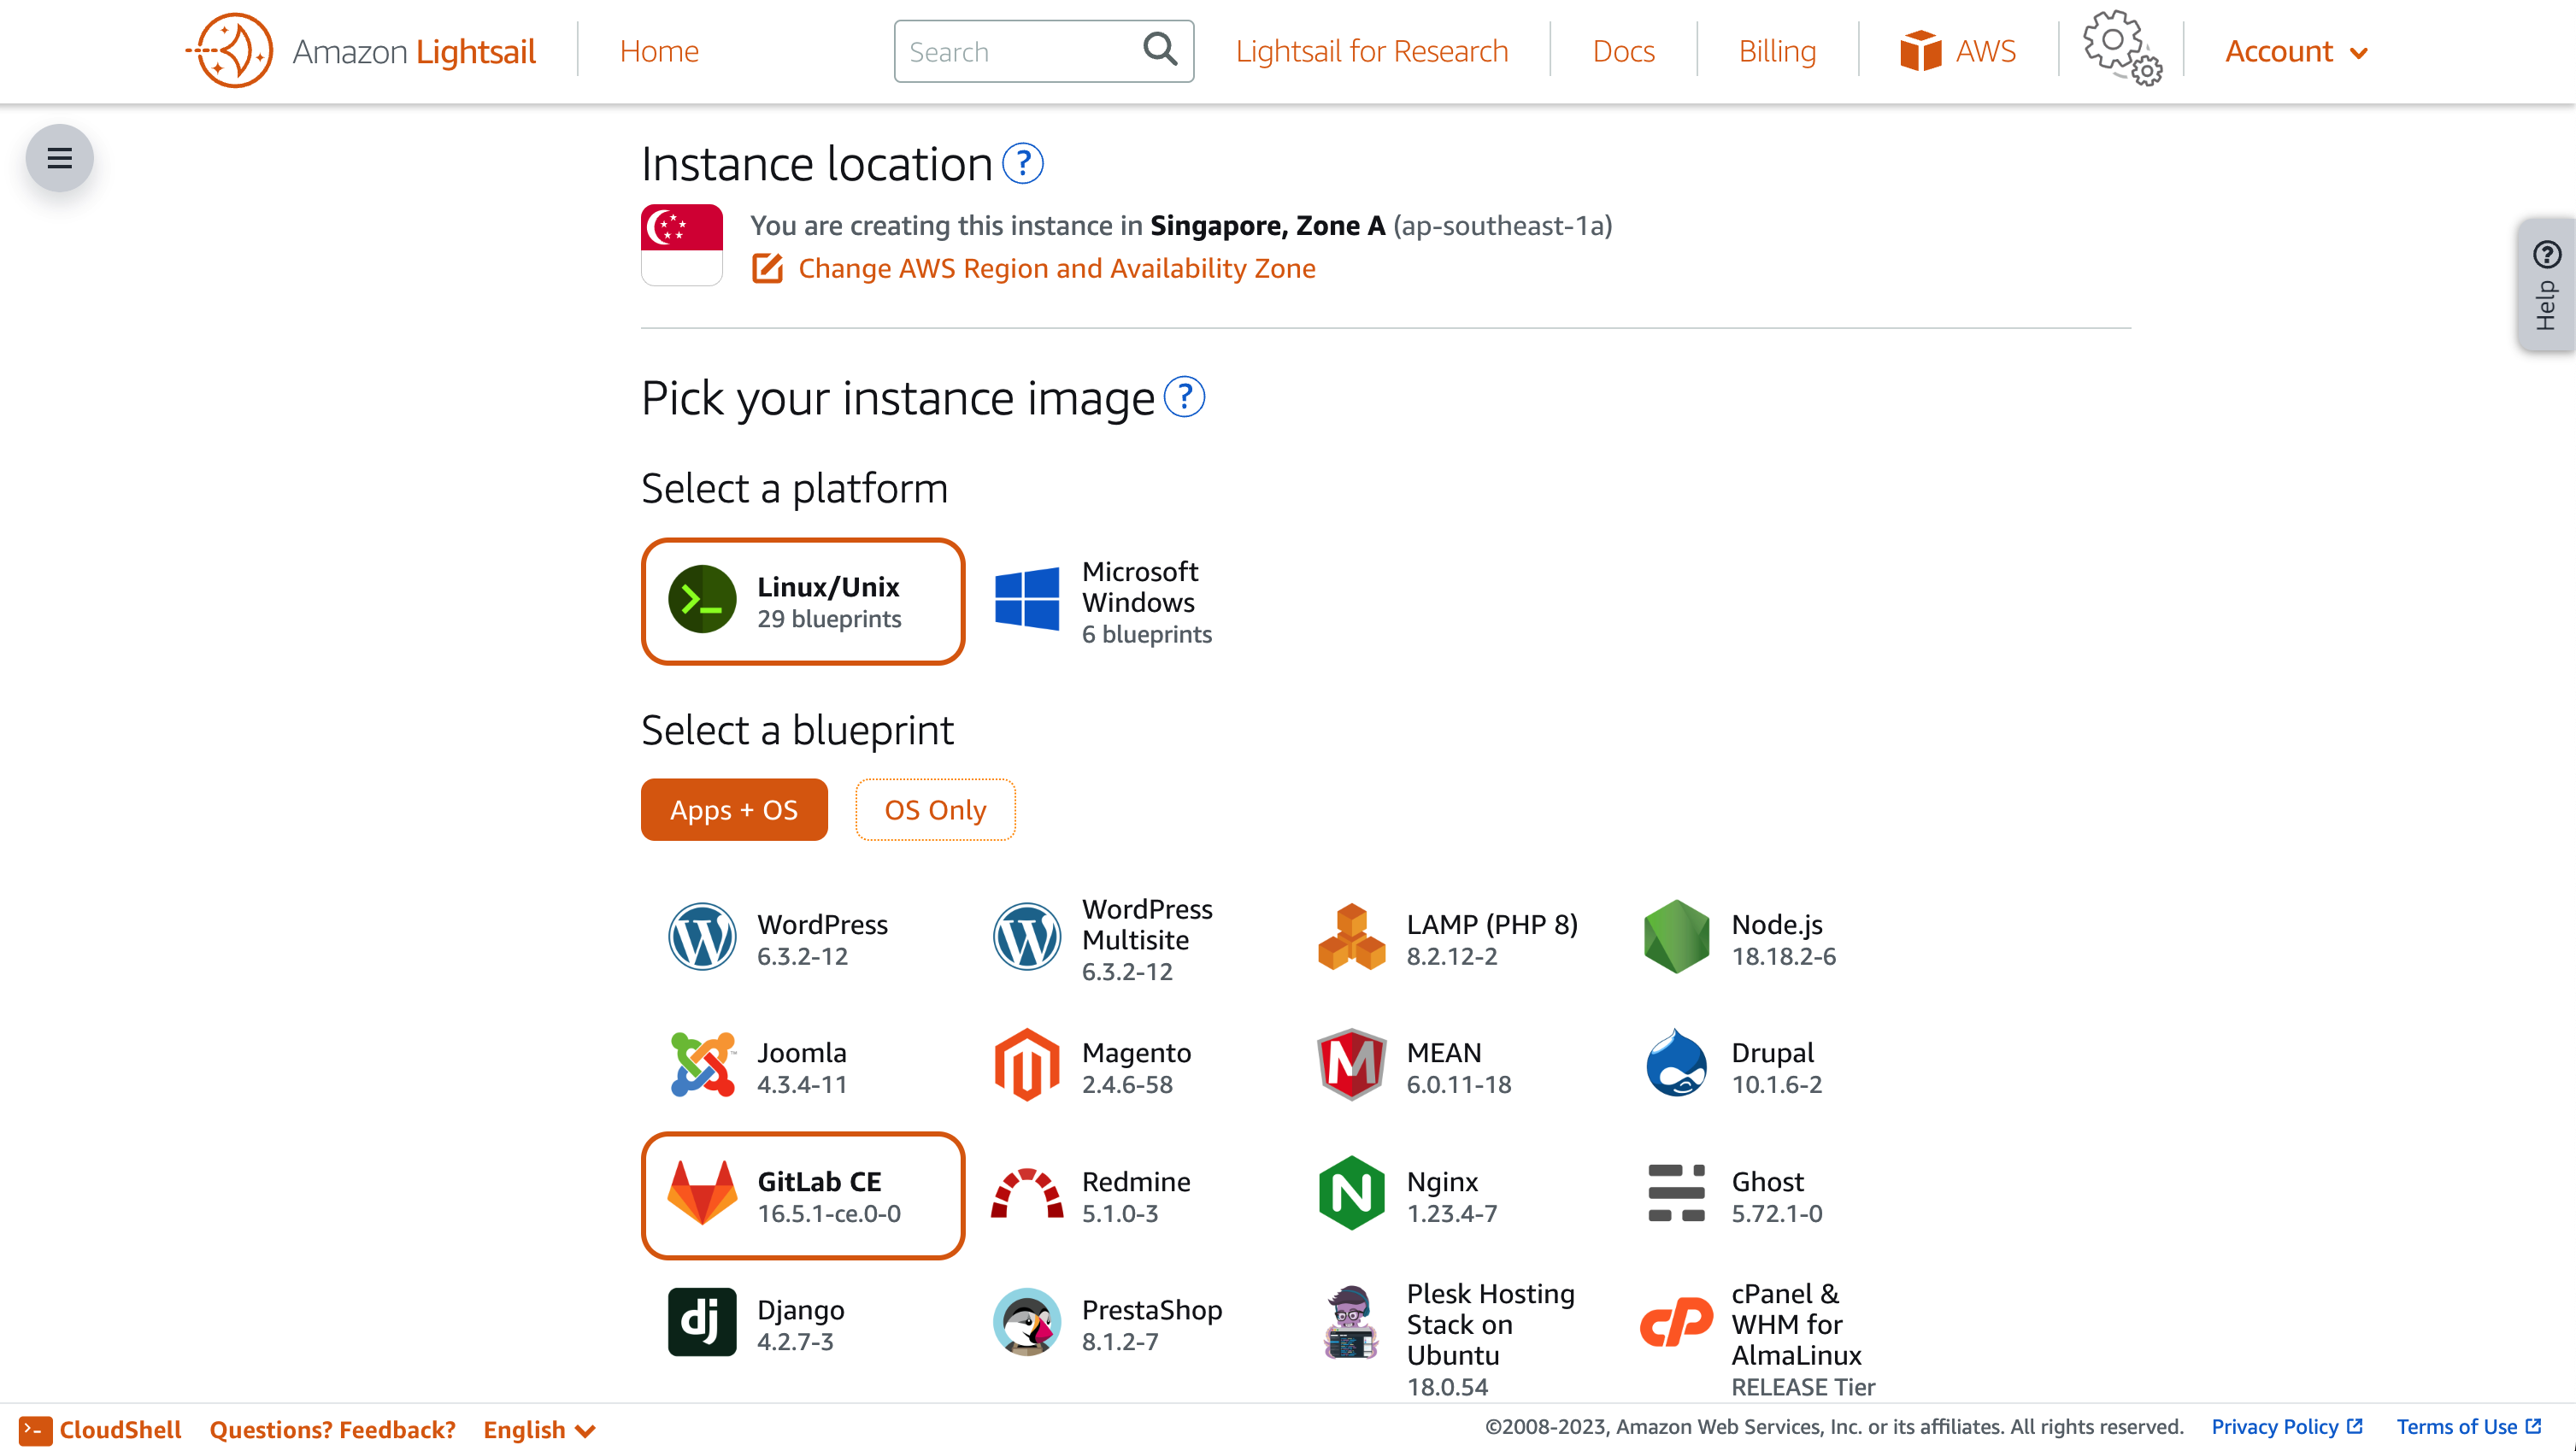 Amazon Lightsail
Home
Search
Lightsail for Research
Docs
Billing
AWS
Account
Instance location ?
You are creating this instance in Singapore, Zone A (ap-southeast-1a)
Change AWS Region and Availability Zone
Help ?
Pick your instance image ?
Select a platform
Linux/Unix
29 blueprints
Microsoft
Windows
6 blueprints
Select a blueprint
Apps + OS
OS Only
WordPress
6.3.2-12
WordPress
Multisite
6.3.2-12
LAMP (PHP 8)
8.2.12-2
Node.js
18.18.2-6
Joomla
4.3.4-11
Magento
2.4.6-58
MEAN
6.0.11-18
Drupal
10.1.6-2
GitLab CE
16.5.1-ce.0-0
Redmine
5.1.0-3
Nginx
1.23.4-7
Ghost
5.72.1-0
dj
Django
4.2.7-3
PrestaShop
8.1.2-7
Plesk Hosting
Stack on
Ubuntu
18.0.54
cP
cPanel &
WHM for
AlmaLinux
RELEASE Tier
CloudShell
Questions? Feedback?
English
©2008-2023, Amazon Web Services, Inc. or its affiliates. All rights reserved.
Privacy Policy
Terms of Use